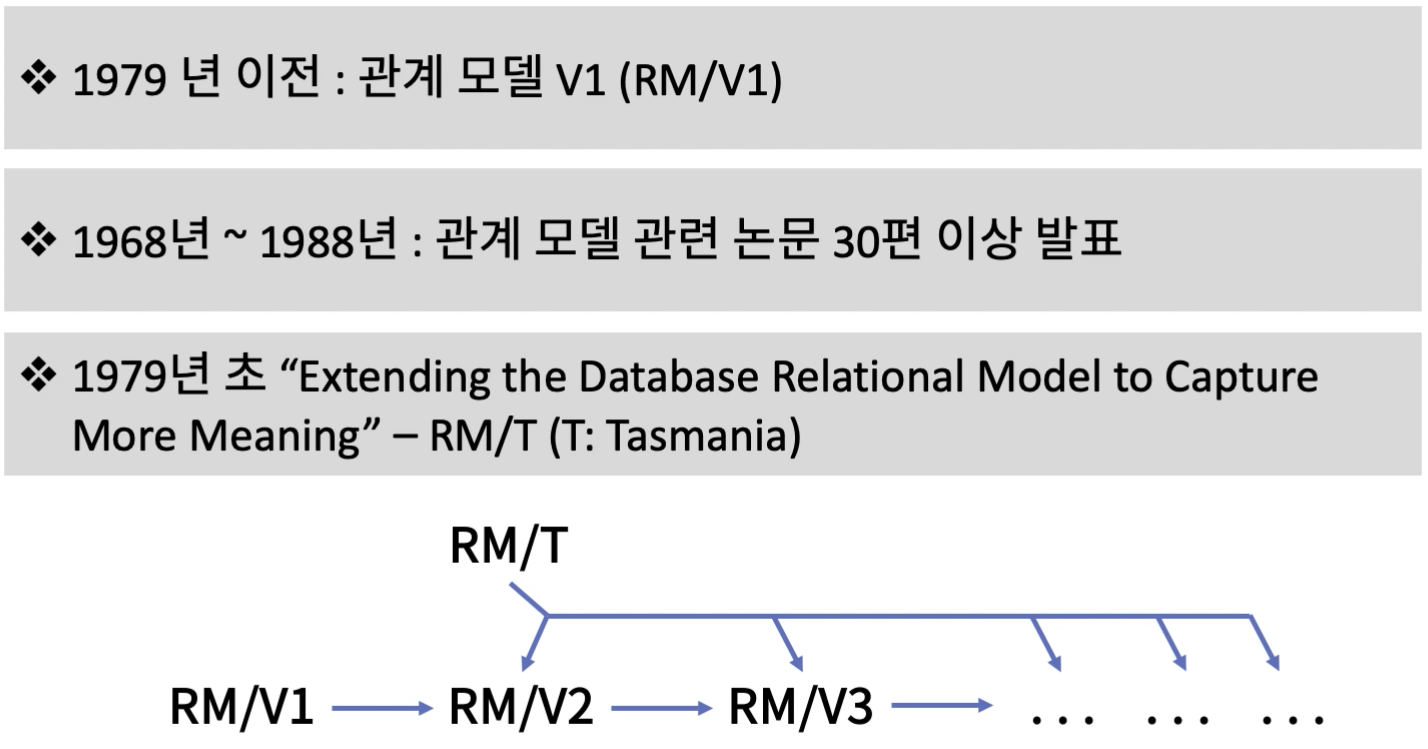 ❖ 1979 년 이전 : 관계 모델 V1 (RM/V1)
❖ 1968년 ~ 1988년 : 관계 모델 관련 논문 30편 이상 발표
❖ 1979년 초 “Extending the Database Relational Model to Capture
More Meaning” – RM/T (T: Tasmania)
RM/T
RM/V1 RM/V2 RM/V3 ... ... ...